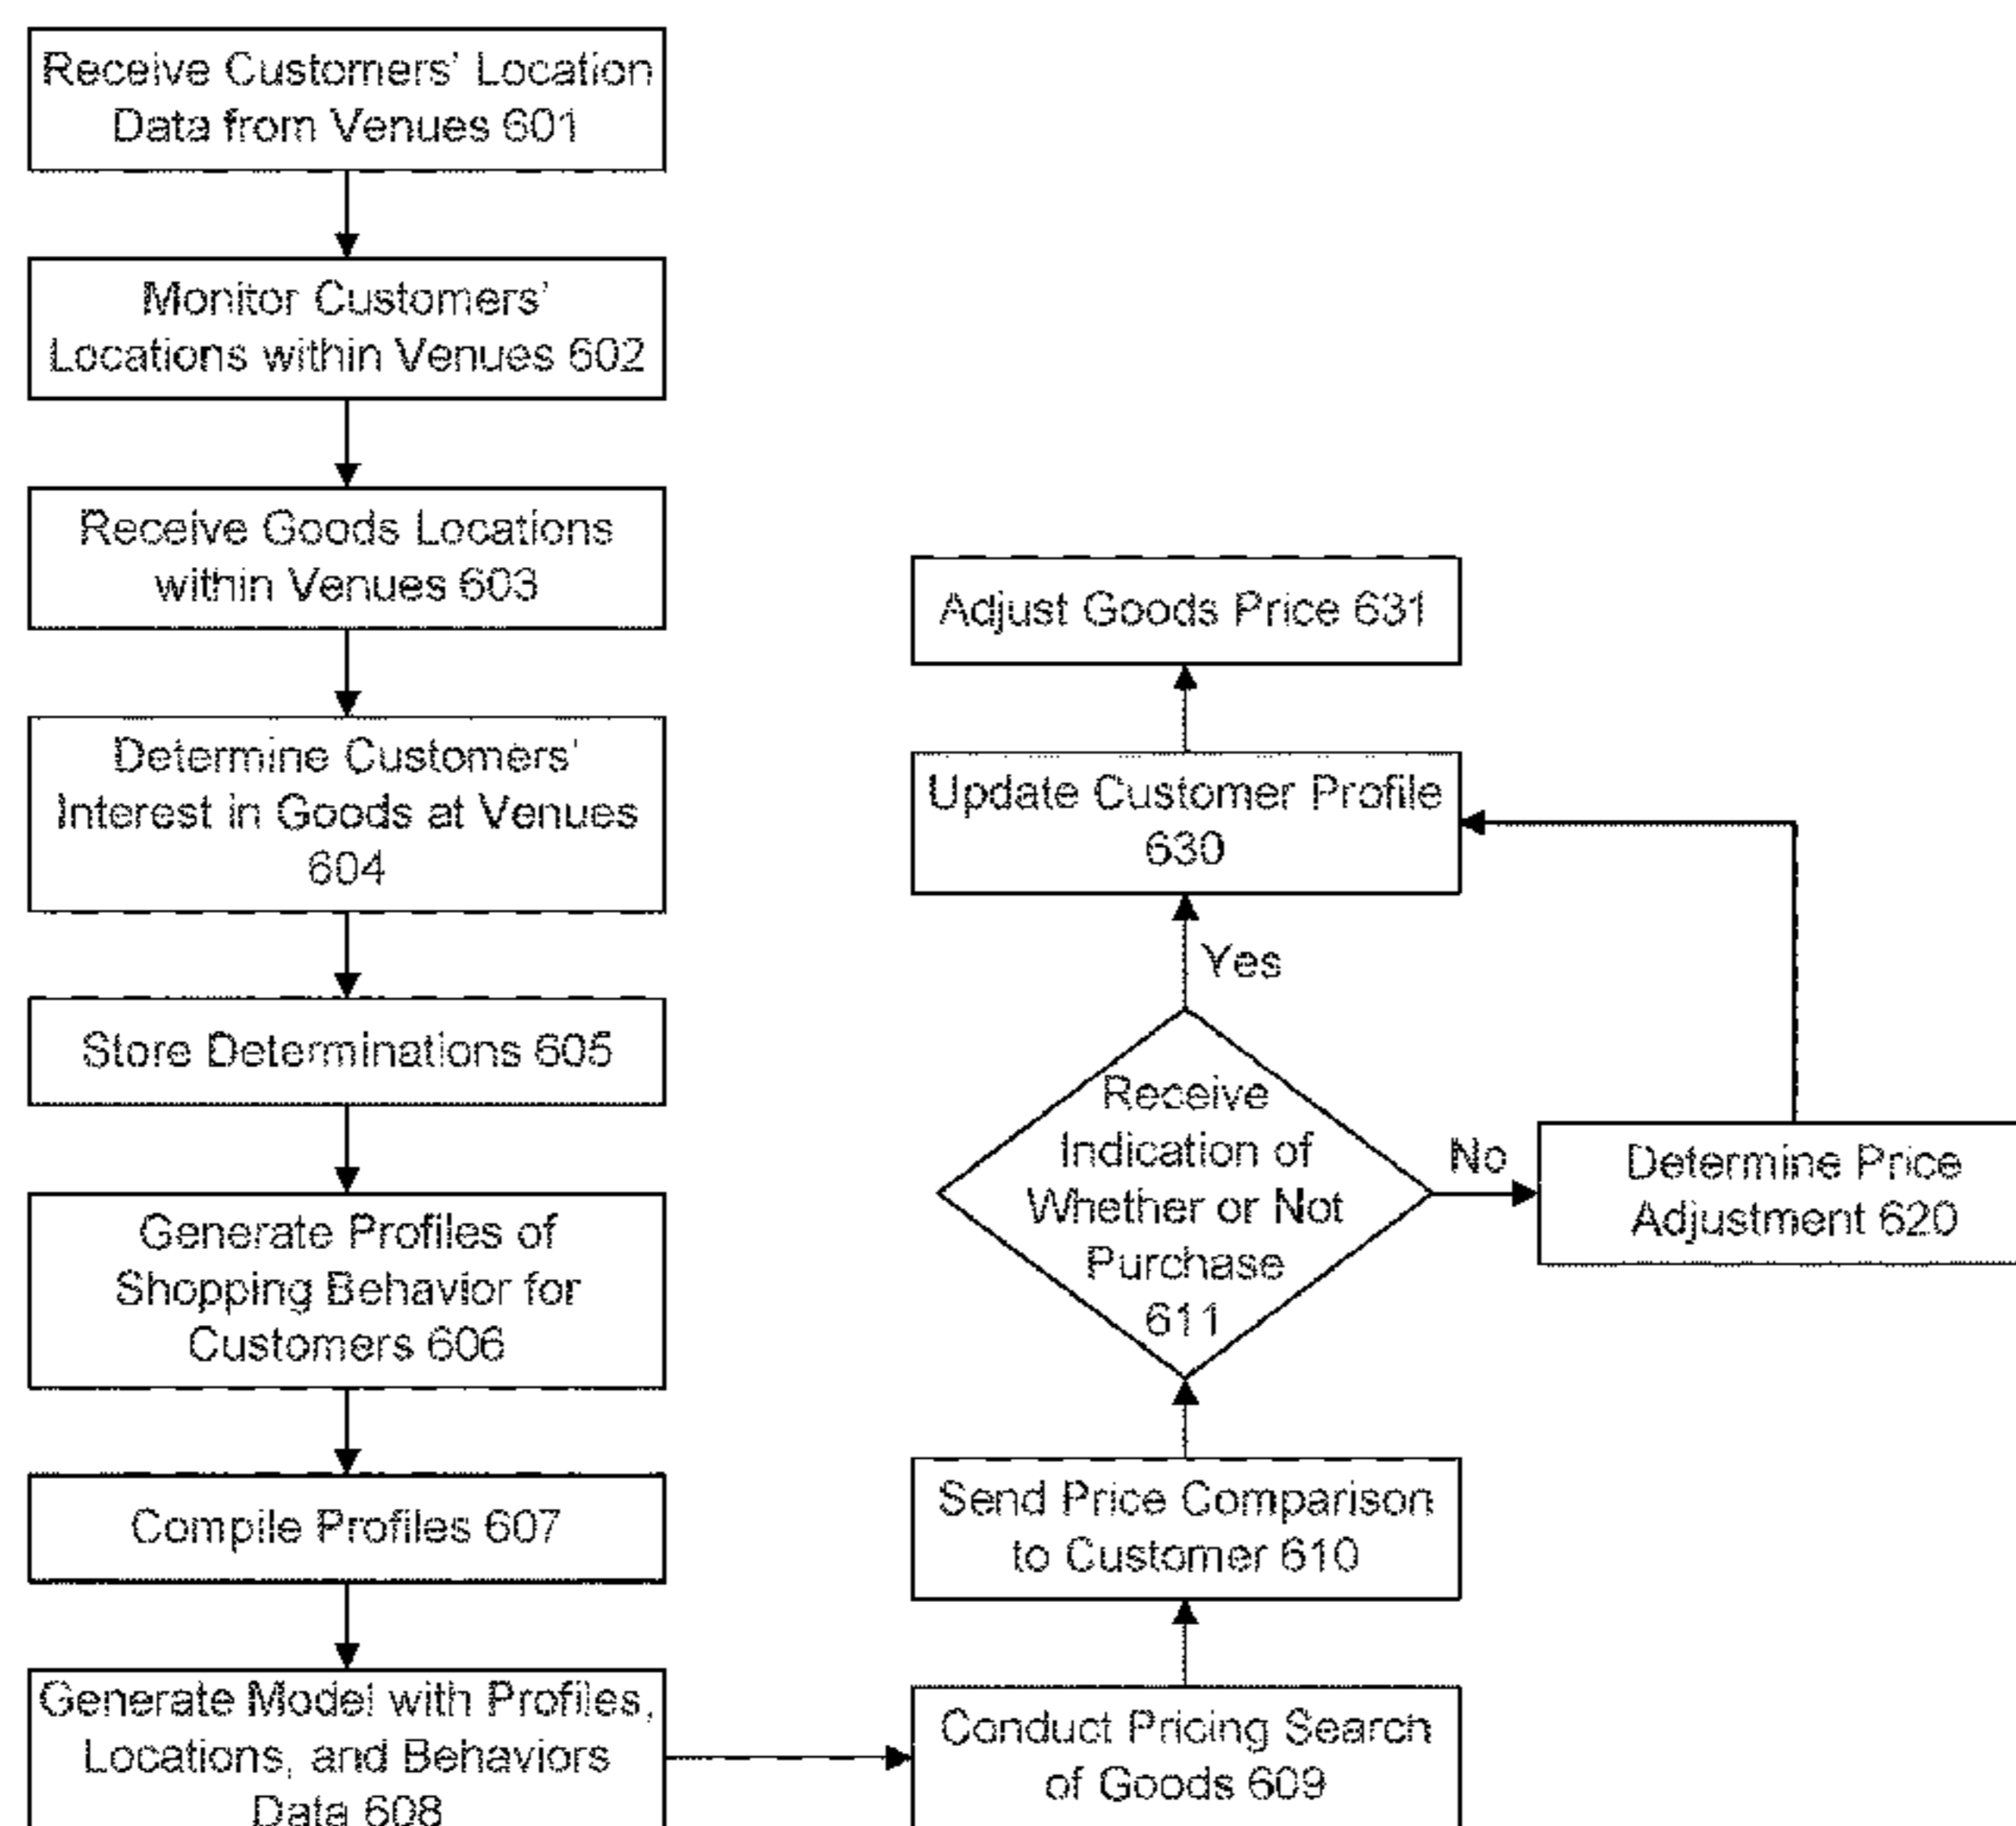 Receive Customers' Location
Data from Venues 601
Monitor Customers'
Locations within Venues 602
Receive Goods Locations
within Venues 603
Determine Customers'
Interest in Goods at Venues
604
Store Determinations 605
Generate Profiles of
Shopping Behavior for
Customers 606
Compile Profiles 607
Generate Model with Profiles,
Locations, and Behaviors
Data 608
Conduct Pricing Search
of Goods 609
Send Price Comparison
to Customer 610
Receive
Indication of
Whether or Not
Purchase
611
No
Determine Price
Adjustment 620
Yes
Update Customer Profile
630
Adjust Goods Price 631